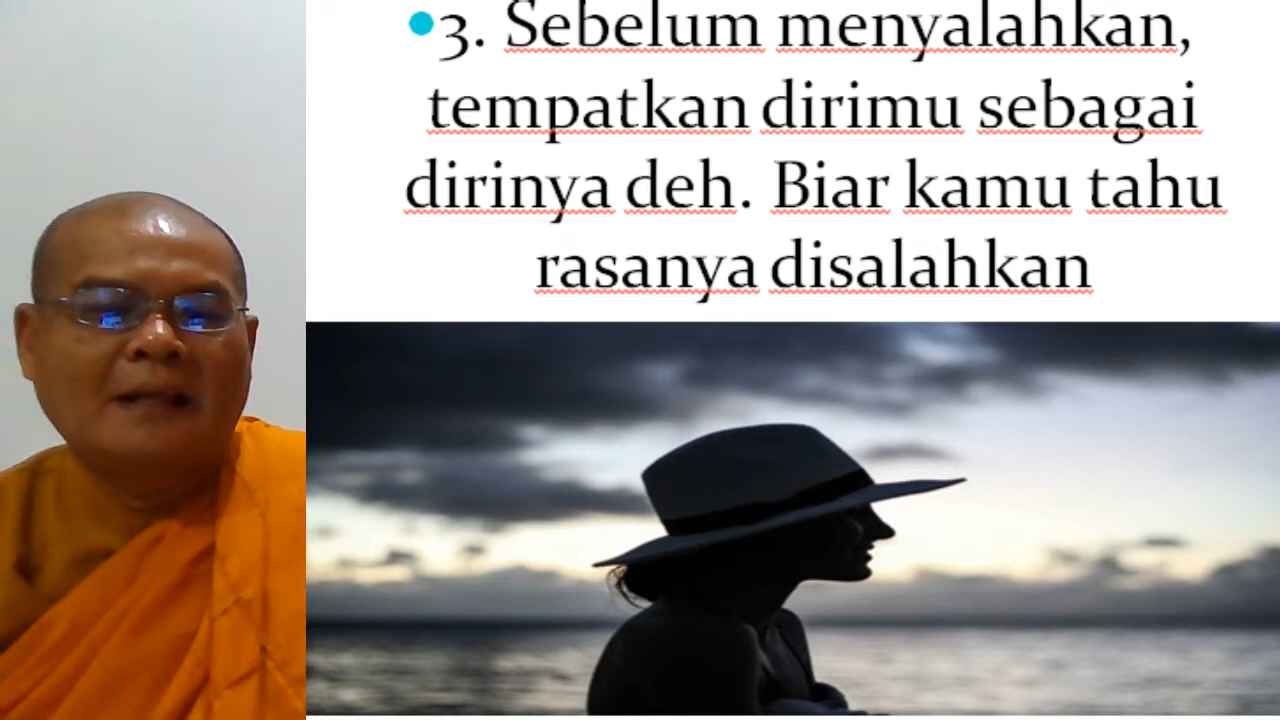 3. Sebelum menyalahkan,
tempatkan dirimu sebagai
dirinya deh. Biar kamu tahu
rasanya disalahkan